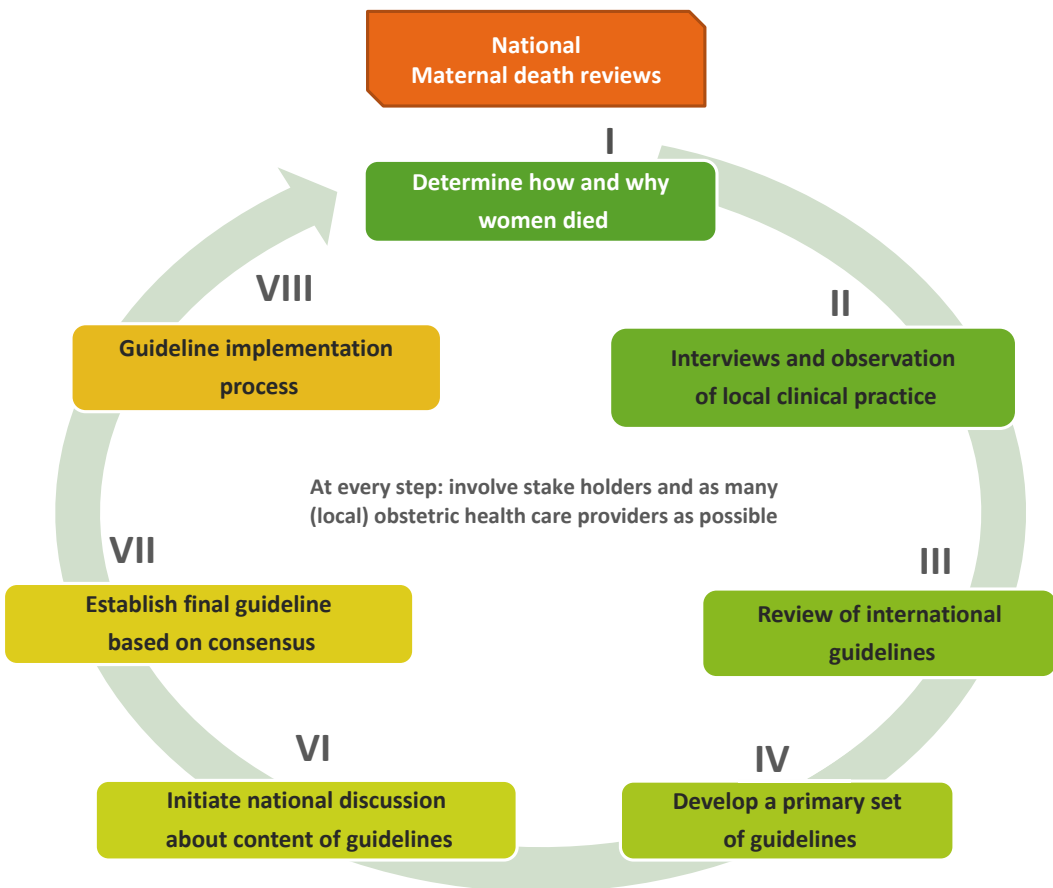 National
Maternal death reviews
I
Determine how and why
women died
II
Interviews and observation
of local clinical practice
III
Review of international
guidelines
IV
Develop a primary set
of guidelines
VI
Initiate national discussion
about content of guidelines
VII
Establish final guideline
based on consensus
VIII
Guideline implementation
process
At every step: involve stake holders and as many
(local) obstetric health care providers as possible